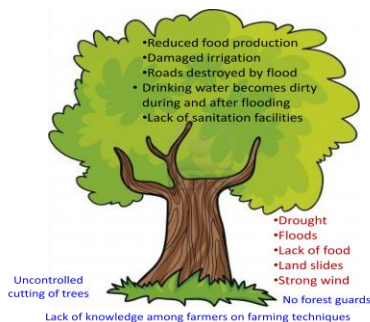 •Reduced food production
•Damaged irrigation
•Roads destroyed by flood
• Drinking water becomes dirty
during and after flooding
•Lack of sanitation facilities
•Drought
•Floods
•Lack of food
•Land slides
•Strong wind
Uncontrolled
cutting of trees
No forest guards
Lack of knowledge among farmers on farming techniques